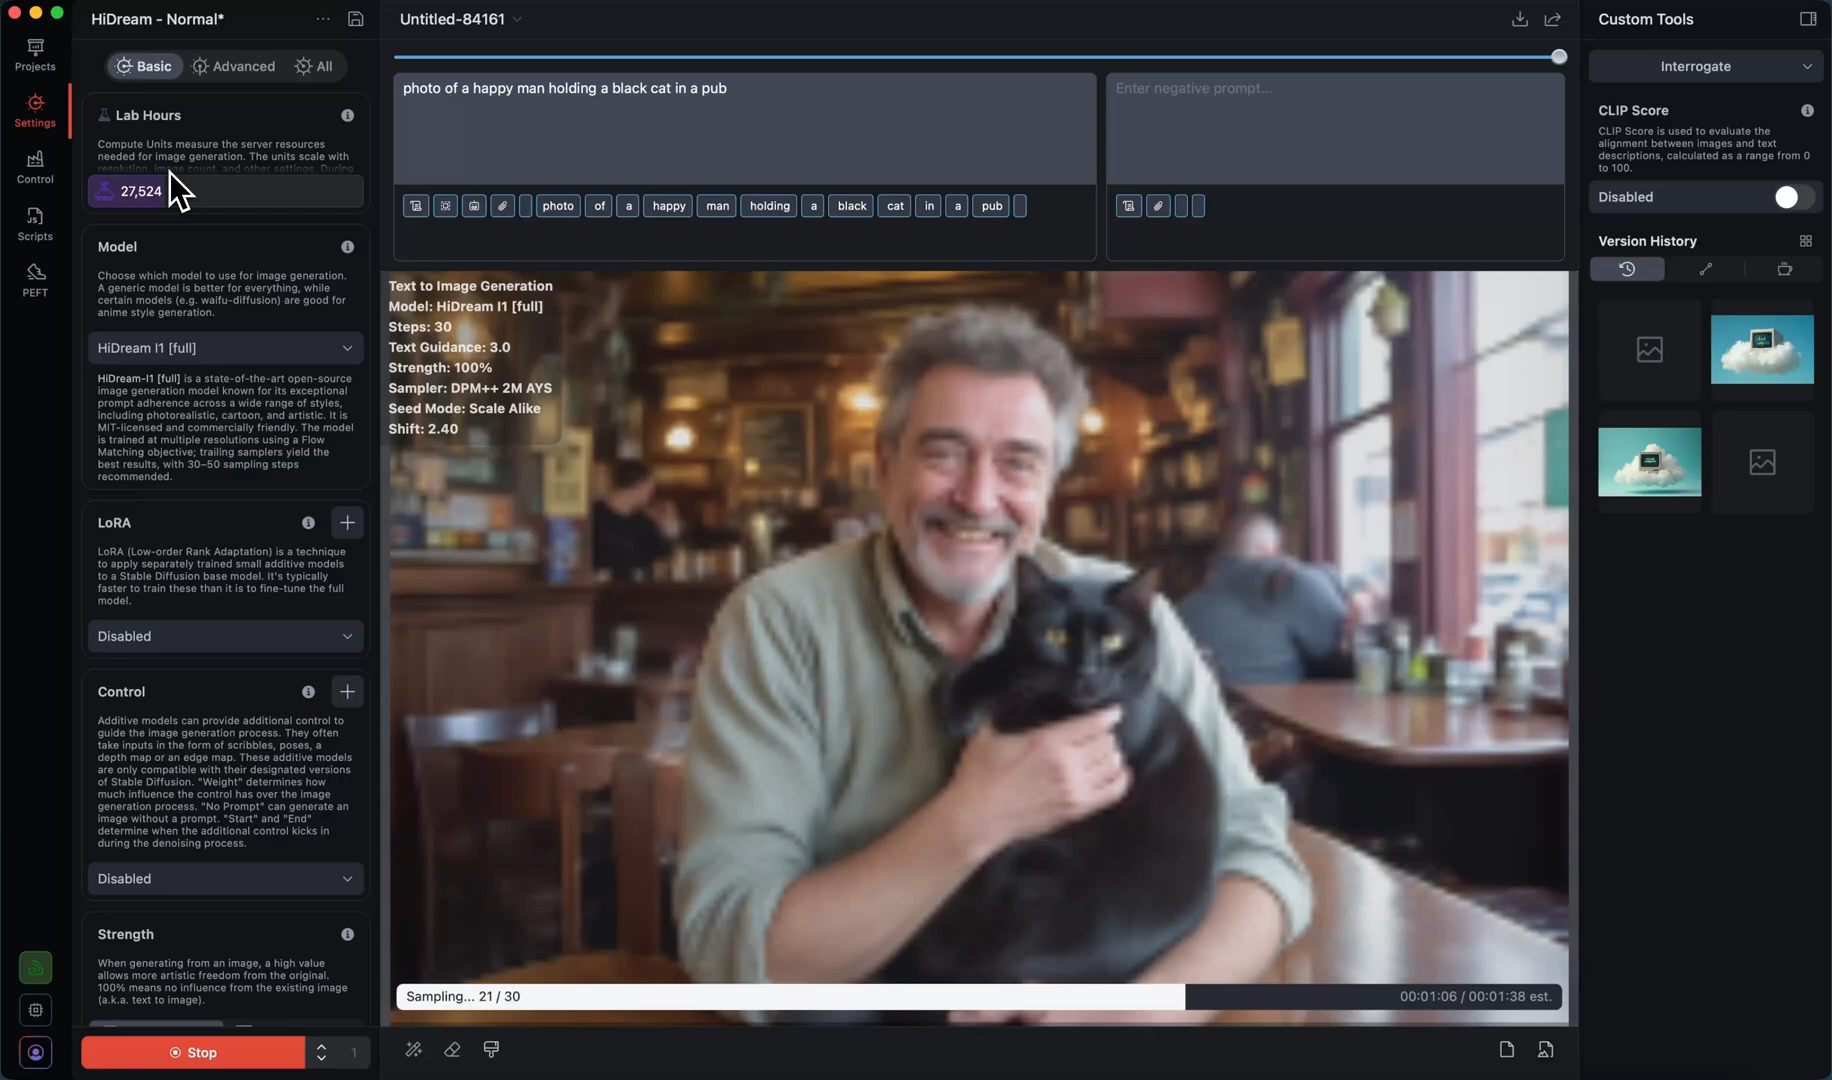 HiDream - Normal*
Untitled-84161
Custom Tools
Projects
Settings
Control
Scripts
PEFT
Basic
Advanced
All
Lab Hours
Compute Units measure the server resources
needed for image generation. The units scale with
resolution, image count, and other settings. During
27,524
Model
Choose which model to use for image generation.
A generic model is better for everything, while
certain models (e.g. waifu-diffusion) are good for
anime style generation.
HiDream I1 [full]
HiDream-I1 [full] is a state-of-the-art open-source
image generation model known for its exceptional
prompt adherence across a wide range of styles,
including photorealistic, cartoon, and artistic. It is
MIT-licensed and commercially friendly. The model
is trained at multiple resolutions using a Flow
Matching objective; trailing samplers yield the
best results, with 30–50 sampling steps
recommended.
LoRA
LoRA (Low-order Rank Adaptation) is a technique
to apply separately trained small additive models
to a Stable Diffusion base model. It's typically
faster to train these than it is to fine-tune the full
model.
Disabled
Control
Additive models can provide additional control to
guide the image generation process. They often
take inputs in the form of scribbles, poses, a
depth map or an edge map. These additive models
are only compatible with their designated versions
of Stable Diffusion. "Weight" determines how
much influence the control has over the image
generation process. "No Prompt" can generate an
image without a prompt. "Start" and "End"
determine when the additional control kicks in
during the denoising process.
Disabled
Strength
When generating from an image, a high value
allows more artistic freedom from the original.
100% means no influence from the existing image
(a.k.a. text to image).
Stop
1
photo of a happy man holding a black cat in a pub
Enter negative prompt...
photo of a happy man holding a black cat in a pub
Text to Image Generation
Model: HiDream I1 [full]
Steps: 30
Text Guidance: 3.0
Strength: 100%
Sampler: DPM++ 2M AYS
Seed Mode: Scale Alike
Shift: 2.40
Sampling... 21 / 30
00:01:06 / 00:01:38 est.
Interrogate
CLIP Score
CLIP Score is used to evaluate the
alignment between images and text
descriptions, calculated as a range from 0
to 100.
Disabled
Version History